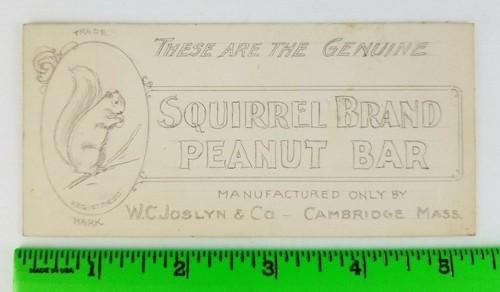 TRADE
THESE ARE THE GENUINE
SQUIRREL BRAND
PEANUT BAR
REGISTERED
MARK
MANUFACTURED ONLY BY
W.C. JOSLYN & CO - CAMBRIDGE MASS.
MADE IN USA 1 2 3 4 5